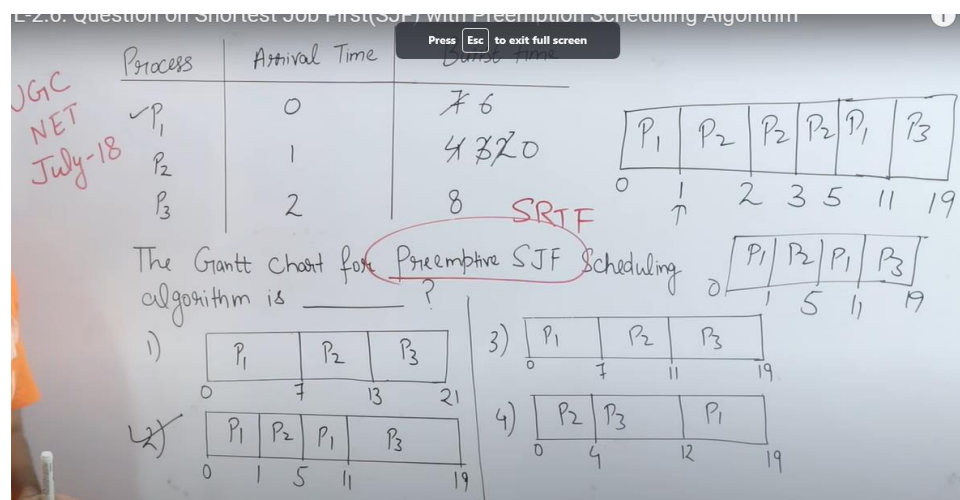 L-2.6: Question on Shortest Job First(SJF) with Preemption Scheduling Algorithm
Press Esc to exit full screen
Process Arrival Time Burst time
UGC
NET
July-18
P1 0 7 6
P2 1 4 3 2 0
P3 2 8
P1 P2 P2 P2 P1 P3
0 1 2 3 5 11 19
SRTF
The Gantt chart for Preemptive SJF Scheduling
algorithm is ______ ?
P1 P2 P1 P3
0 1 5 11 19
1) P1 P2 P3
0 7 13 21
2) P1 P2 P1 P3
0 1 5 11 19
3) P1 P2 P3
0 7 11 19
4) P2 P3 P1
0 4 12 19